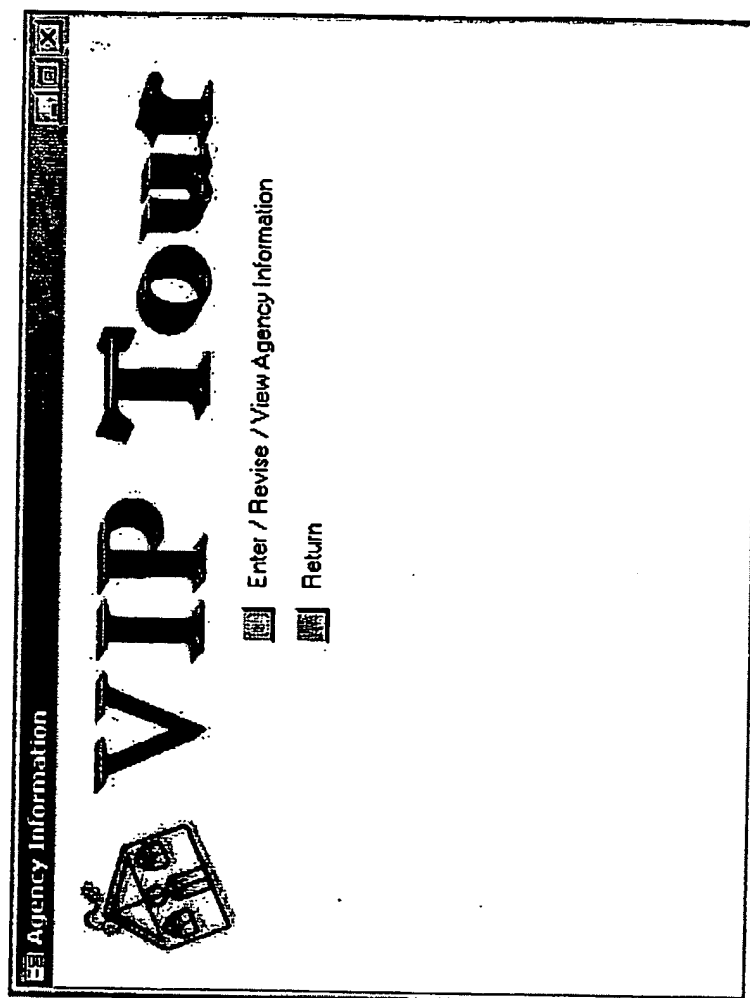 Agency Information
VIP Tour
Enter / Revise / View Agency Information
Return